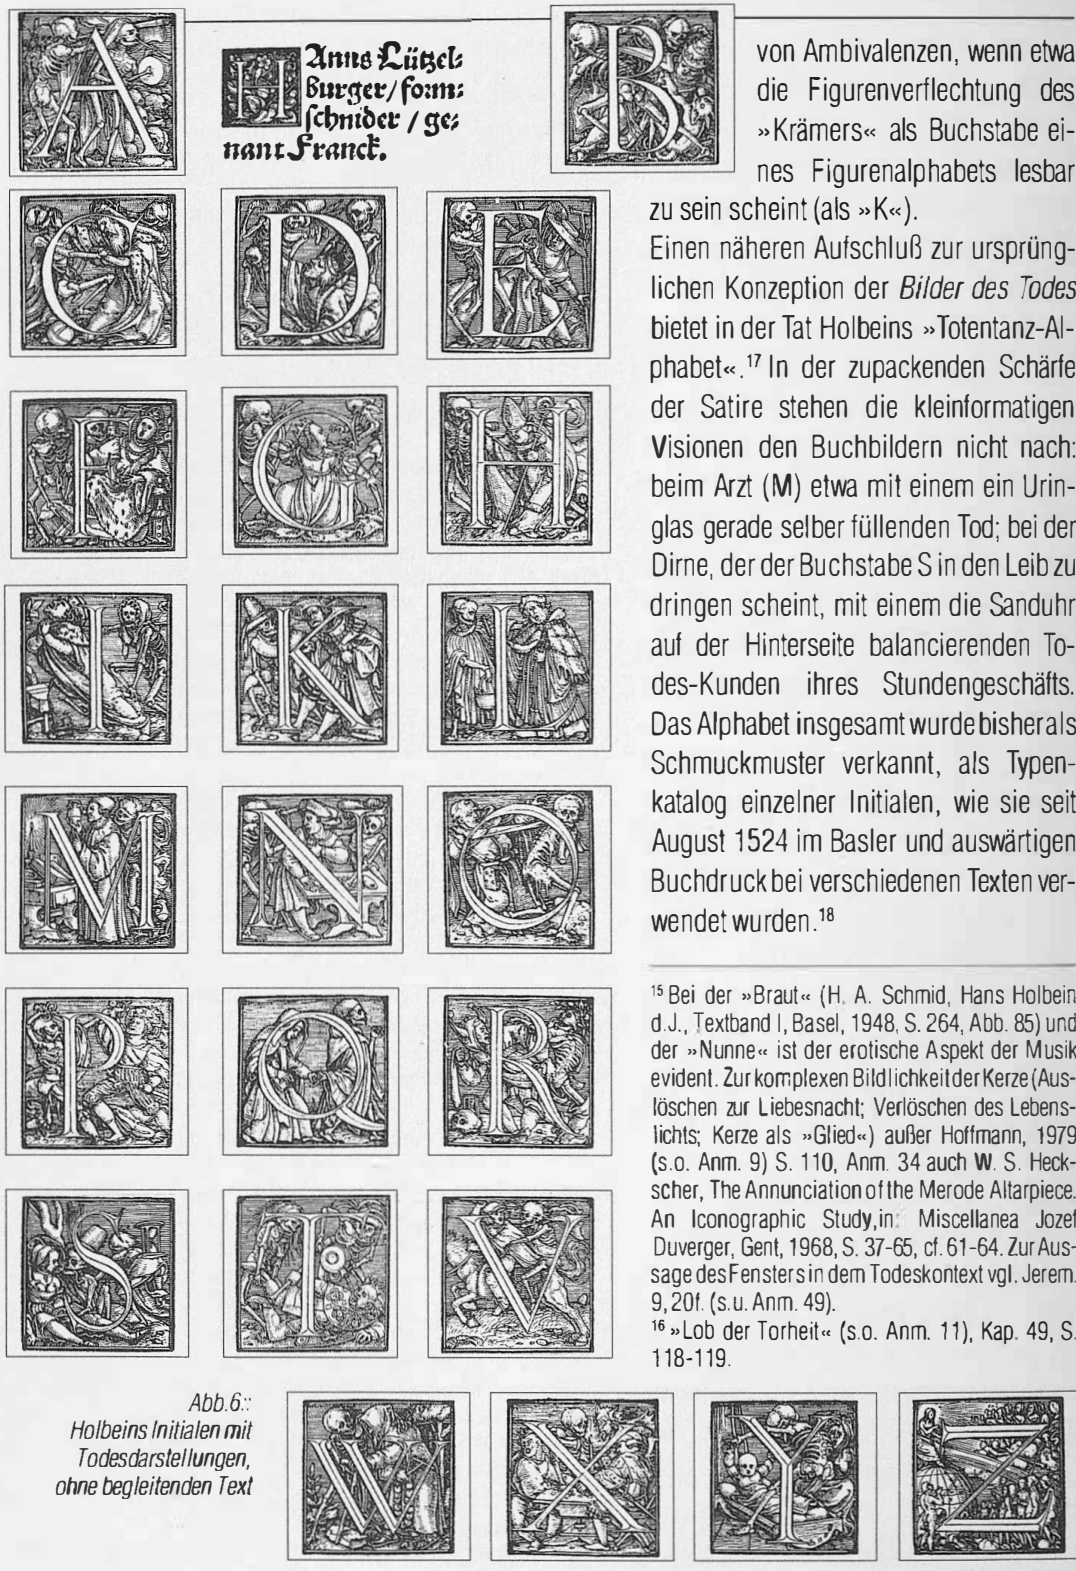 A
HAnns Lützel⸗
burger/form⸗
schnider / ge⸗
nant Franck.
B
von Ambivalenzen, wenn etwa
die Figurenverflechtung des
»Krämers« als Buchstabe ei-
nes Figurenalphabets lesbar
zu sein scheint (als »K«).
Einen näheren Aufschluß zur ursprüng-
lichen Konzeption der Bilder des Todes
bietet in der Tat Holbeins »Totentanz-Al-
phabet«.¹⁷ In der zupackenden Schärfe
der Satire stehen die kleinformatigen
Visionen den Buchbildern nicht nach:
beim Arzt (M) etwa mit einem ein Urin-
glas gerade selber füllenden Tod; bei der
Dirne, der der Buchstabe S in den Leib zu
dringen scheint, mit einem die Sanduhr
auf der Hinterseite balancierenden To-
des-Kunden ihres Stundengeschäfts.
Das Alphabet insgesamt wurde bisher als
Schmuckmuster verkannt, als Typen-
katalog einzelner Initialen, wie sie seit
August 1524 im Basler und auswärtigen
Buchdruck bei verschiedenen Texten ver-
wendet wurden.¹⁸
C D E
F G H
I K L
M N O
P Q R
S T V
¹⁵ Bei der »Braut« (H. A. Schmid, Hans Holbein
d.J., Textband I, Basel, 1948, S. 264, Abb. 85) und
der »Nunne« ist der erotische Aspekt der Musik
evident. Zur komplexen Bildlichkeit der Kerze (Aus-
löschen zur Liebesnacht; Verlöschen des Lebens-
lichts; Kerze als »Glied«) außer Hoffmann, 1979
(s.o. Anm. 9) S. 110, Anm. 34 auch W. S. Heck-
scher, The Annunciation of the Merode Altarpiece.
An Iconographic Study,in: Miscellanea Jozef
Duverger, Gent, 1968, S. 37-65, cf. 61-64. Zur Aus-
sage des Fensters in dem Todeskontext vgl. Jerem.
9,20f. (s.u. Anm. 49).
¹⁶ »Lob der Torheit« (s.o. Anm. 11), Kap. 49, S.
118-119.
Abb.6::
Holbeins Initialen mit
Todesdarstellungen,
ohne begleitenden Text
W X Y Z